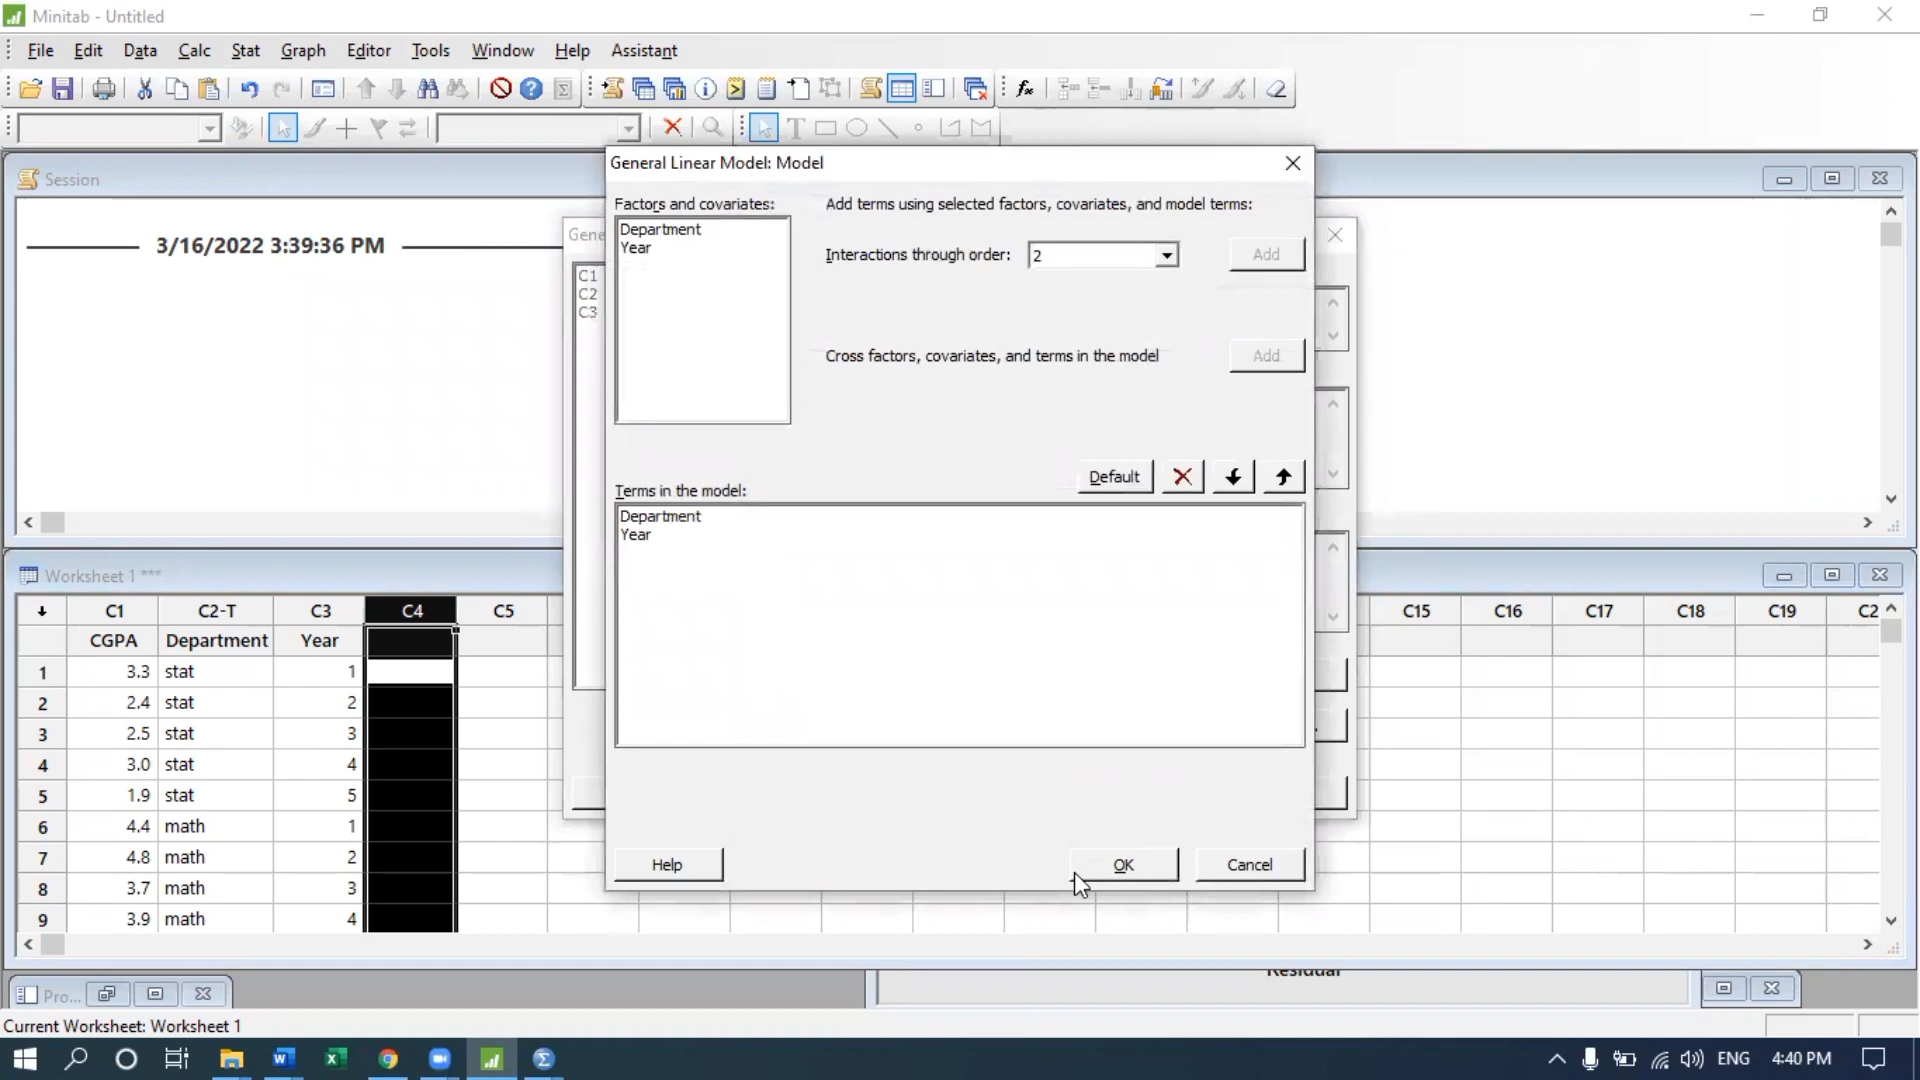 Minitab - Untitled
File Edit Data Calc Stat Graph Editor Tools Window Help Assistant
Session
3/16/2022 3:39:36 PM
Gene
C1
C2
C3
General Linear Model: Model
Factors and covariates:
Department
Year
Add terms using selected factors, covariates, and model terms:
Interactions through order: 2 Add
Cross factors, covariates, and terms in the model Add
Default
Terms in the model:
Department
Year
Help OK Cancel
Worksheet 1 ***
C1 C2-T C3 C4 C5 C15 C16 C17 C18 C19 C2
CGPA Department Year
1 3.3 stat 1
2 2.4 stat 2
3 2.5 stat 3
4 3.0 stat 4
5 1.9 stat 5
6 4.4 math 1
7 4.8 math 2
8 3.7 math 3
9 3.9 math 4
Residual
Pro...
Current Worksheet: Worksheet 1
ENG 4:40 PM